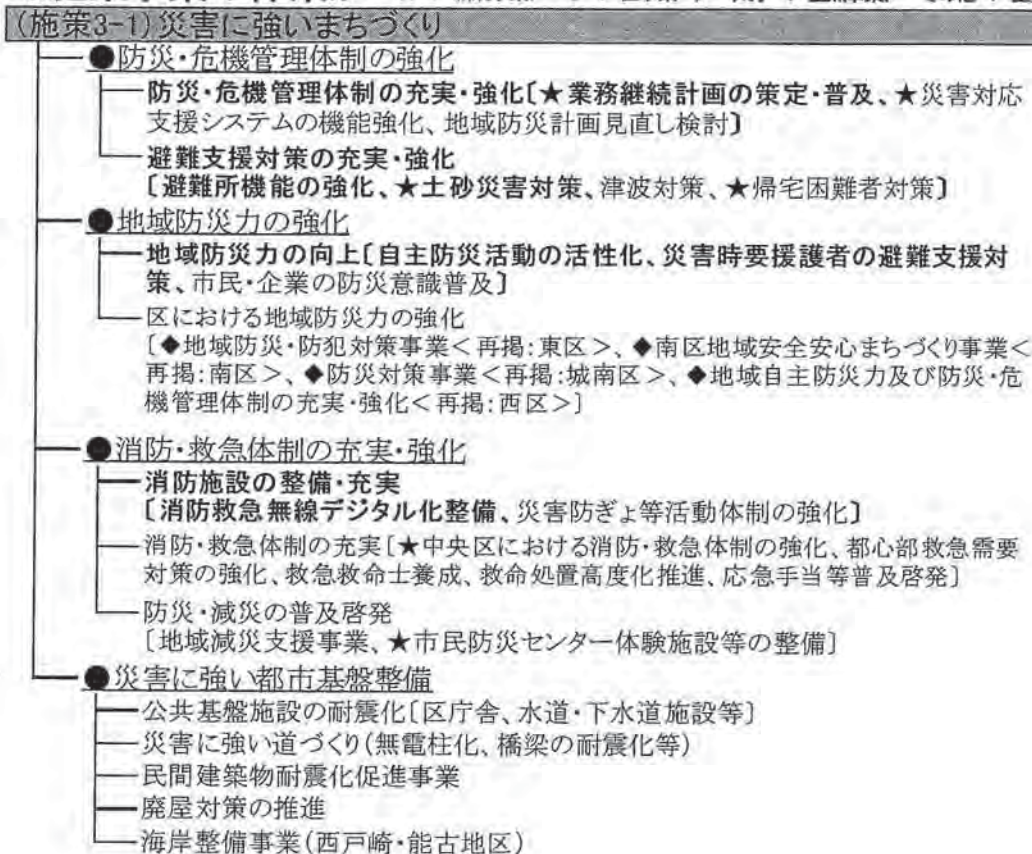 (施策3-1)災害に強いまちづくり
●防災・危機管理体制の強化
防災・危機管理体制の充実・強化〔★業務継続計画の策定・普及、★災害対応
支援システムの機能強化、地域防災計画見直し検討〕
避難支援対策の充実・強化
〔避難所機能の強化、★土砂災害対策、津波対策、★帰宅困難者対策〕
●地域防災力の強化
地域防災力の向上〔自主防災活動の活性化、災害時要援護者の避難支援対
策、市民・企業の防災意識普及〕
区における地域防災力の強化
〔◆地域防災・防犯対策事業<再掲:東区>、◆南区地域安全安心まちづくり事業<
再掲:南区>、◆防災対策事業<再掲:城南区>、◆地域自主防災力及び防災・危
機管理体制の充実・強化<再掲:西区>〕
●消防・救急体制の充実・強化
消防施設の整備・充実
〔消防救急無線デジタル化整備、災害防ぎょ等活動体制の強化〕
消防・救急体制の充実〔★中央区における消防・救急体制の強化、都心部救急需要
対策の強化、救急救命士養成、救命処置高度化推進、応急手当等普及啓発〕
防災・減災の普及啓発
〔地域減災支援事業、★市民防災センター体験施設等の整備〕
●災害に強い都市基盤整備
公共基盤施設の耐震化〔区庁舎、水道・下水道施設等〕
災害に強い道づくり(無電柱化、橋梁の耐震化等)
民間建築物耐震化促進事業
廃屋対策の推進
海岸整備事業(西戸崎・能古地区)